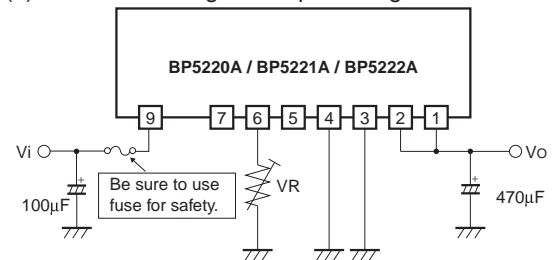 BP5220A / BP5221A / BP5222A
9 7 6 5 4 3 2 1
Vi
Vo
Be sure to use
fuse for safety.
VR
+
100μF
+
470μF